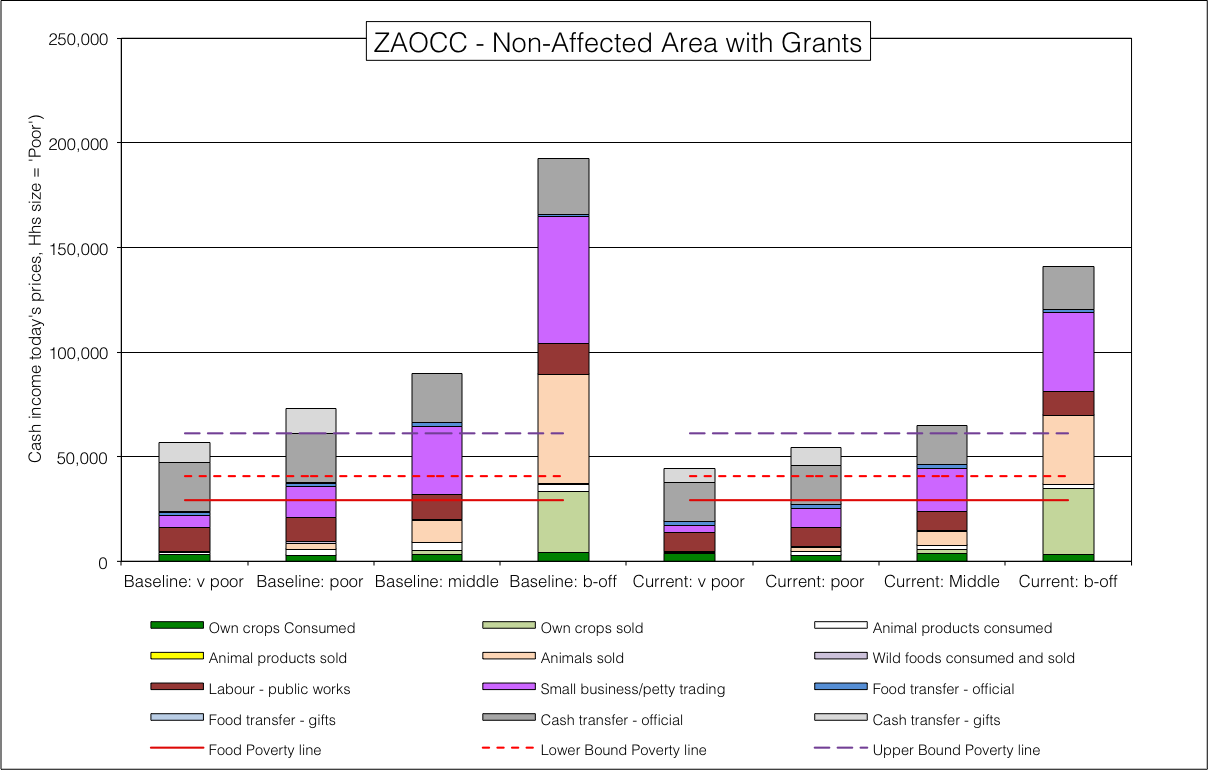 ZAOCC - Non-Affected Area with Grants
Cash income today's prices, Hhs size = 'Poor')
250,000
200,000
150,000
100,000
50,000
0
Baseline: v poor Baseline: poor Baseline: middle Baseline: b-off Current: v poor Current: poor Current: Middle Current: b-off
Own crops Consumed Own crops sold Animal products consumed
Animal products sold Animals sold Wild foods consumed and sold
Labour - public works Small business/petty trading Food transfer - official
Food transfer - gifts Cash transfer - official Cash transfer - gifts
Food Poverty line Lower Bound Poverty line Upper Bound Poverty line